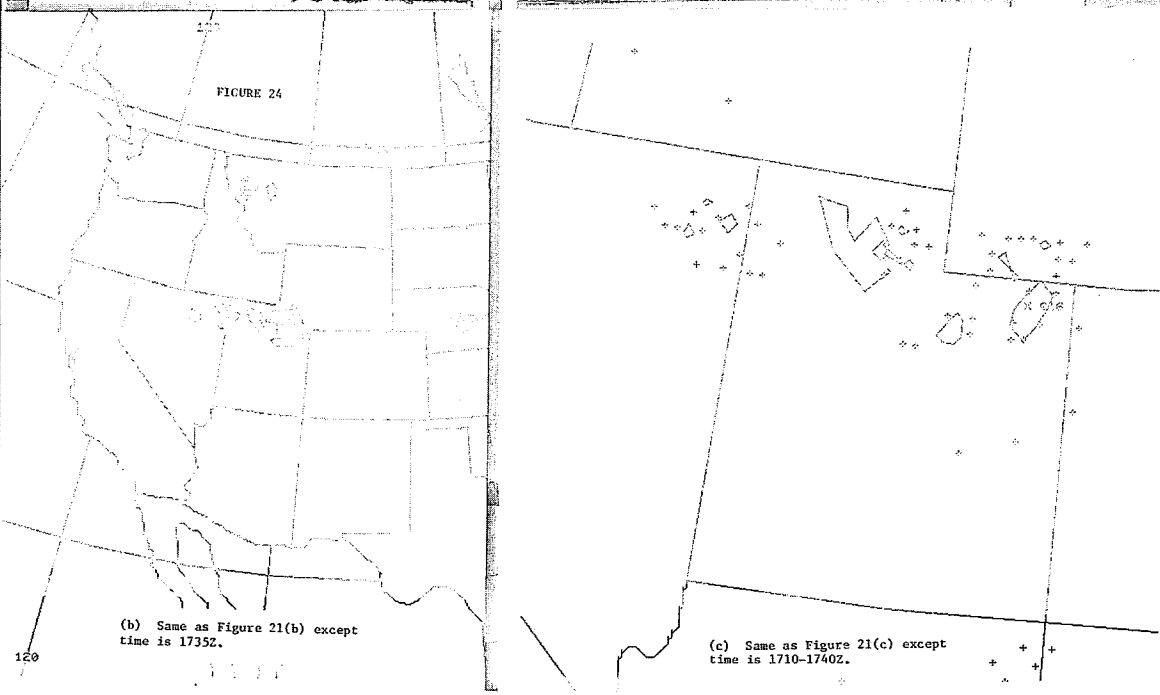 FIGURE 24
120
(b) Same as Figure 21(b) except
time is 1735Z.
(c) Same as Figure 21(c) except
time is 1710-1740Z.